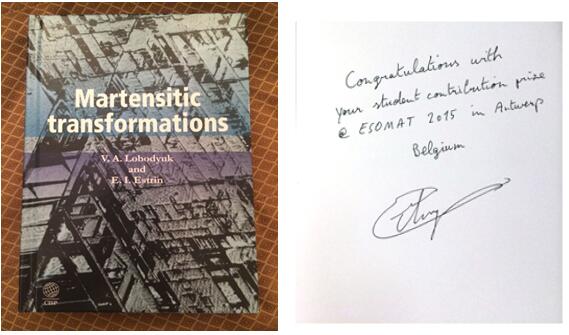 Martensitic
transformations
V. A. Lobodyuk
and
E. I. Estrin
CISP
Congratulations with
your student contribution prize
@ ESOMAT 2015 in Antwerp
Belgium